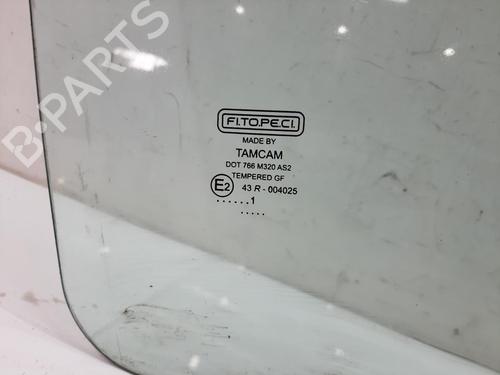 B-PARTS
F.I.TO.PE.C.I.
MADE BY
TAMCAM
DOT 766 M320 AS2
TEMPERED GF
E2 43 R - 004025
......1
.....